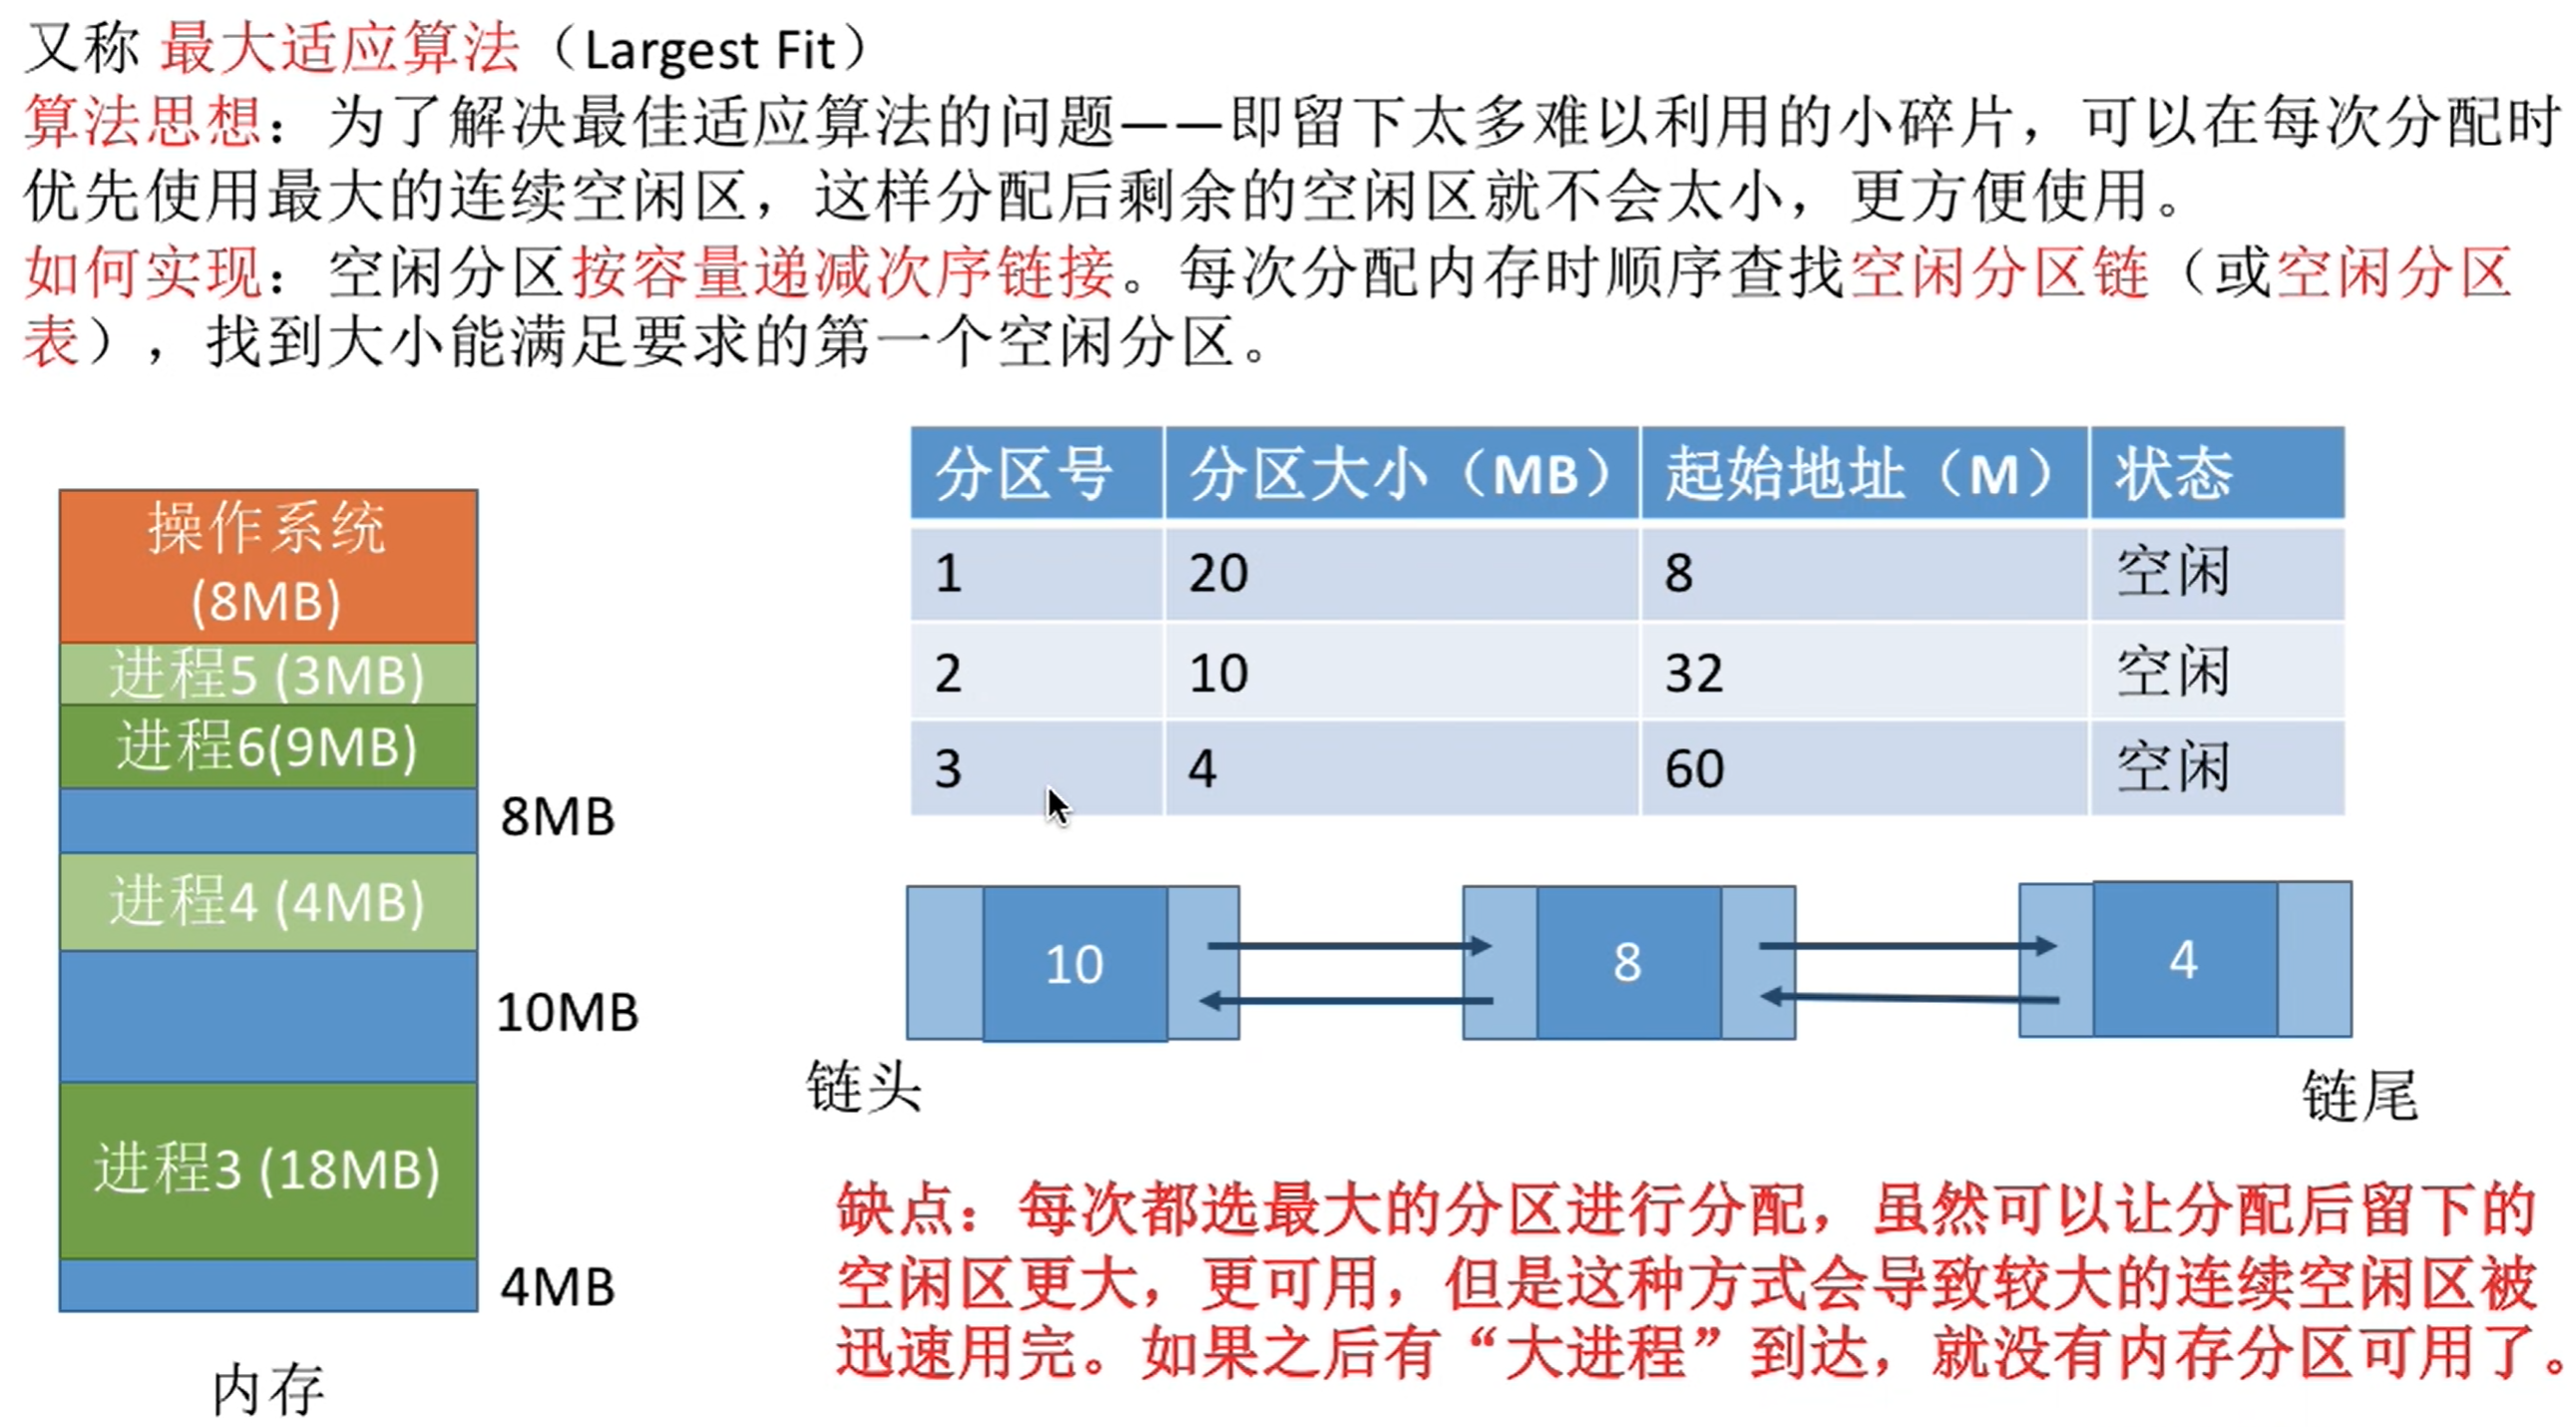 又称 最大适应算法（Largest Fit）
算法思想：为了解决最佳适应算法的问题——即留下太多难以利用的小碎片，可以在每次分配时
优先使用最大的连续空闲区，这样分配后剩余的空闲区就不会太小，更方便使用。
如何实现：空闲分区按容量递减次序链接。每次分配内存时顺序查找空闲分区链（或空闲分区
表），找到大小能满足要求的第一个空闲分区。
操作系统
(8MB)
进程5 (3MB)
进程6(9MB)
8MB
进程4 (4MB)
10MB
进程3 (18MB)
4MB
内存
分区号 分区大小（MB） 起始地址（M） 状态
1 20 8 空闲
2 10 32 空闲
3 4 60 空闲
10 8 4
链头 链尾
缺点：每次都选最大的分区进行分配，虽然可以让分配后留下的
空闲区更大，更可用，但是这种方式会导致较大的连续空闲区被
迅速用完。如果之后有“大进程”到达，就没有内存分区可用了。